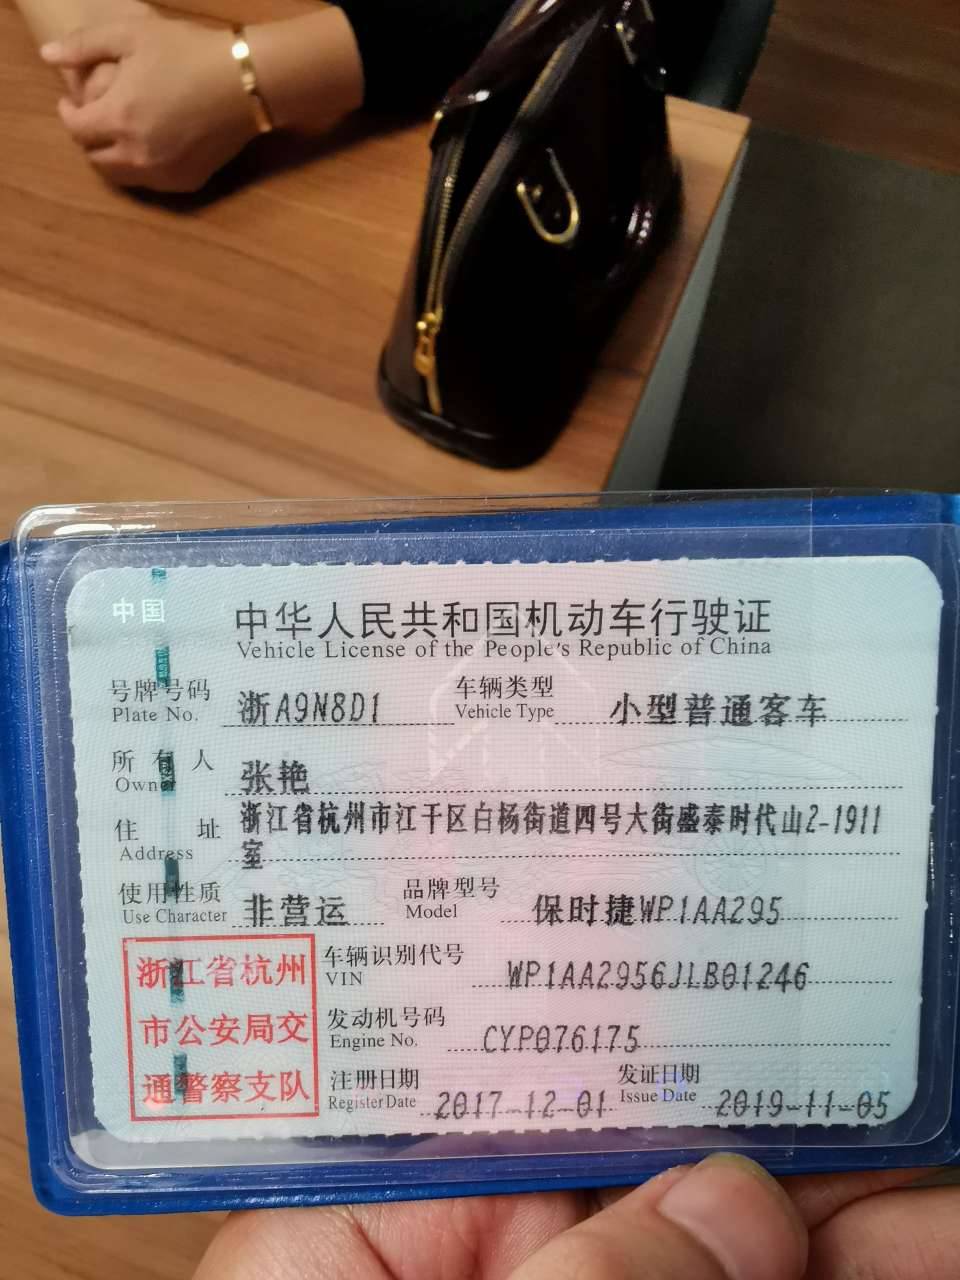 中国
中华人民共和国机动车行驶证
Vehicle License of the People's Republic of China
号牌号码 浙A9N8D1 车辆类型 小型普通客车
Plate No. Vehicle Type
所有人 张艳
Owner
住址 浙江省杭州市江干区白杨街道四号大街盛泰时代山2-1911
Address 室
使用性质 非营运 品牌型号 保时捷WP1AA295
Use Character Model
浙江省杭州
市公安局交
通警察支队
车辆识别代号 WP1AA2956JLB01246
VIN
发动机号码 CYP076175
Engine No.
注册日期 2017-12-01 发证日期 2019-11-05
Register Date Issue Date